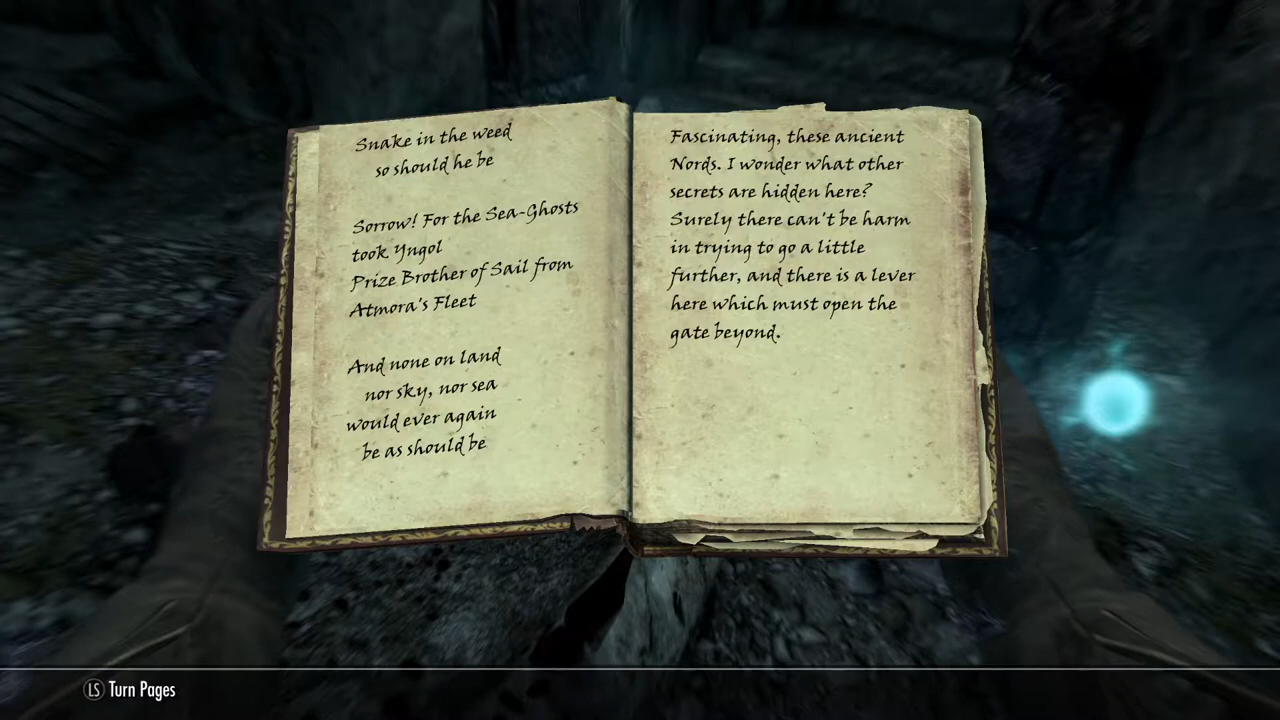 Snake in the weed
so should he be
Sorrow! For the Sea-Ghosts
took Yngol
Prize Brother of Sail from
Atmora's Fleet
And none on land
nor sky, nor sea
would ever again
be as should be
Fascinating, these ancient
Nords. I wonder what other
secrets are hidden here?
Surely there can't be harm
in trying to go a little
further, and there is a lever
here which must open the
gate beyond.
LS Turn Pages